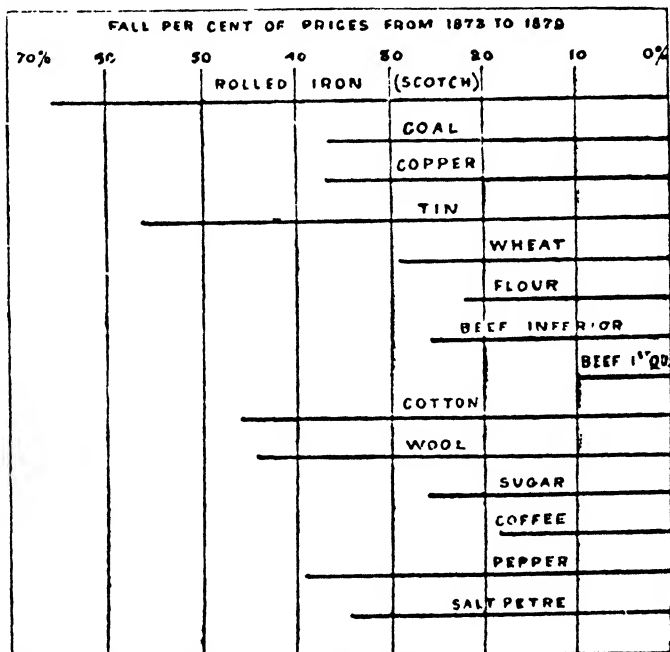 FALL PER CENT OF PRICES FROM 1873 TO 1879
70% 60 50 40 30 20 10 0%
ROLLED IRON (SCOTCH)
COAL
COPPER
TIN
WHEAT
FLOUR
BEEF INFERIOR
BEEF 1ST QD.
COTTON
WOOL
SUGAR
COFFEE
PEPPER
SALT PETRE